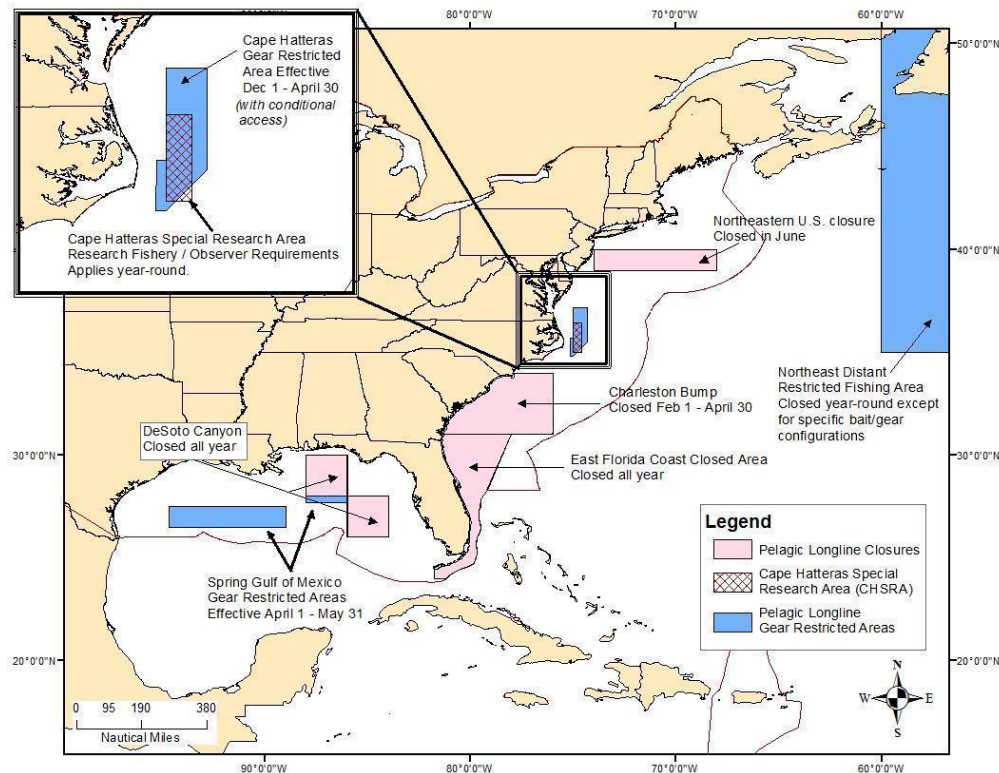 80°0'0"W
70°0'0"W
60°0'0"W
50°0'0"N
40°0'0"N
30°0'0"N
20°0'0"N
Cape Hatteras
Gear Restricted
Area Effective
Dec 1 - April 30
(with conditional
access)
Cape Hatteras Special Research Area
Research Fishery / Observer Requirements
Applies year-round.
Northeastern U.S. closure
Closed in June
Northeast Distant
Restricted Fishing Area
Closed year-round except
for specific bait/gear
configurations
Charleston Bump
Closed Feb 1 - April 30
East Florida Coast Closed Area
Closed all year
DeSoto Canyon
Closed all year
30°0'0"N
Spring Gulf of Mexico
Gear Restricted Areas
Effective April 1 - May 31
20°0'0"N
Legend
Pelagic Longline Closures
Cape Hatteras Special
Research Area (CHSRA)
Pelagic Longline
Gear Restricted Areas
N
W
E
S
0 95 190 380
Nautical Miles
90°0'0"W
80°0'0"W
70°0'0"W
60°0'0"W